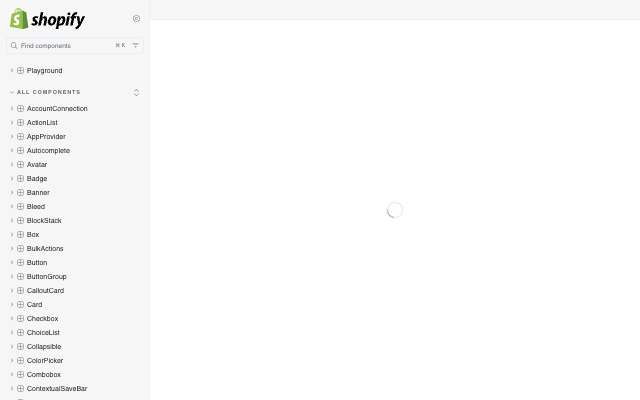 shopify
Find components
⌘ K
Playground
ALL COMPONENTS
AccountConnection
ActionList
AppProvider
Autocomplete
Avatar
Badge
Banner
Bleed
BlockStack
Box
BulkActions
Button
ButtonGroup
CalloutCard
Card
Checkbox
ChoiceList
Collapsible
ColorPicker
Combobox
ContextualSaveBar